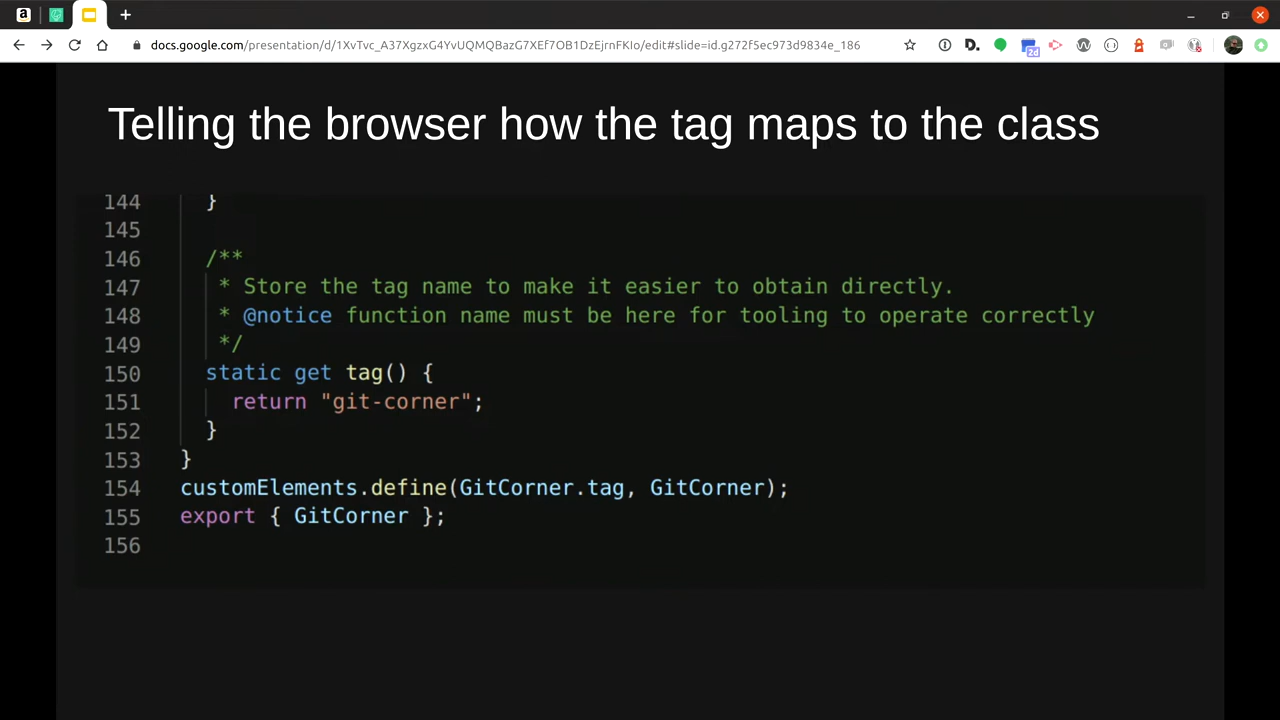 docs.google.com/presentation/d/1XvTvc_A37XgzxG4YvUQMQBazG7XEf7OB1DzEjrnFKIo/edit#slide=id.g272f5ec973d9834e_186
2d
Telling the browser how the tag maps to the class
144 }
145
146 /**
147 * Store the tag name to make it easier to obtain directly.
148 * @notice function name must be here for tooling to operate correctly
149 */
150 static get tag() {
151 return "git-corner";
152 }
153 }
154 customElements.define(GitCorner.tag, GitCorner);
155 export { GitCorner };
156